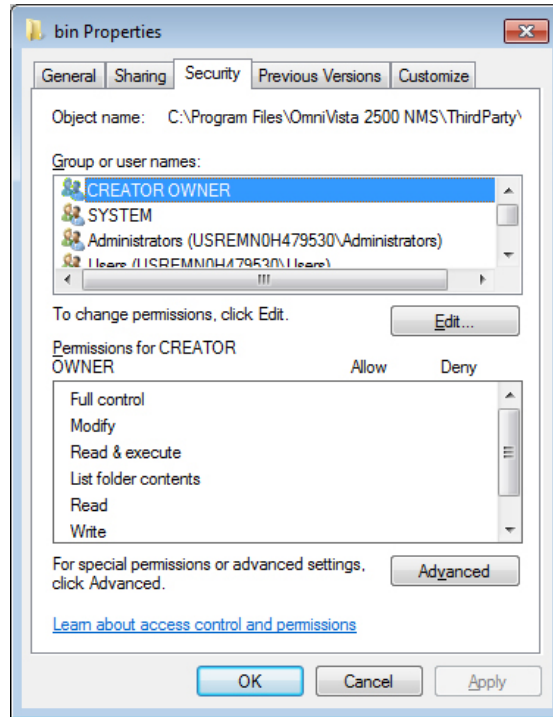 bin Properties
General Sharing Security Previous Versions Customize
Object name: C:\Program Files\OmniVista 2500 NMS\ThirdParty\
Group or user names:
CREATOR OWNER
SYSTEM
Administrators (USREMN0H479530\Administrators)
Users (USREMN0H479530\Users)
To change permissions, click Edit.
Edit...
Permissions for CREATOR
OWNER Allow Deny
Full control
Modify
Read & execute
List folder contents
Read
Write
For special permissions or advanced settings,
click Advanced.
Advanced
Learn about access control and permissions
OK Cancel Apply